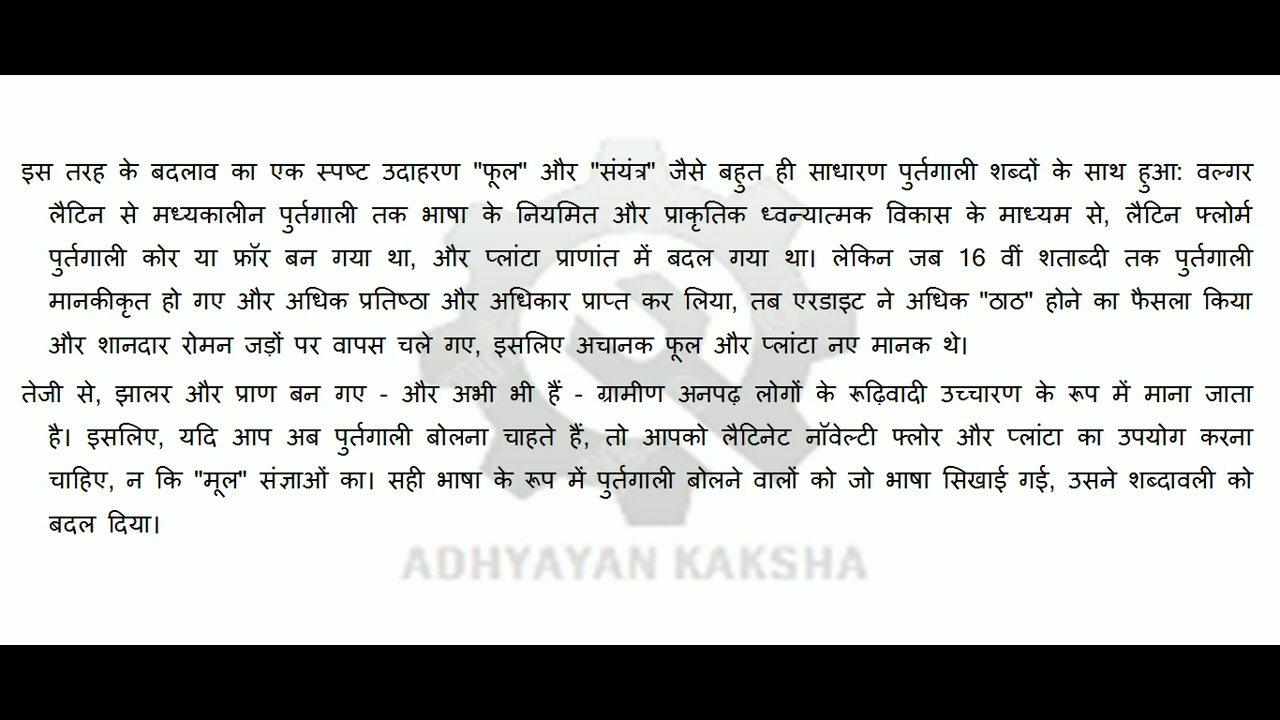 इस तरह के बदलाव का एक स्पष्ट उदाहरण "फूल" और "संयंत्र" जैसे बहुत ही साधारण पुर्तगाली शब्दों के साथ हुआ: वल्गर
लैटिन से मध्यकालीन पुर्तगाली तक भाषा के नियमित और प्राकृतिक ध्वन्यात्मक विकास के माध्यम से, लैटिन फ्लोर्म
पुर्तगाली कोर या फ्रॉर बन गया था, और प्लांटा प्राणांत में बदल गया था। लेकिन जब 16 वीं शताब्दी तक पुर्तगाली
मानकीकृत हो गए और अधिक प्रतिष्ठा और अधिकार प्राप्त कर लिया, तब एरडाइट ने अधिक "ठाठ" होने का फैसला किया
और शानदार रोमन जड़ों पर वापस चले गए, इसलिए अचानक फूल और प्लांटा नए मानक थे।
तेजी से, झालर और प्राण बन गए - और अभी भी हैं - ग्रामीण अनपढ़ लोगों के रूढ़िवादी उच्चारण के रूप में माना जाता
है। इसलिए, यदि आप अब पुर्तगाली बोलना चाहते हैं, तो आपको लैटिनेट नॉवेल्टी फ्लोर और प्लांटा का उपयोग करना
चाहिए, न कि "मूल" संज्ञाओं का। सही भाषा के रूप में पुर्तगाली बोलने वालों को जो भाषा सिखाई गई, उसने शब्दावली को
बदल दिया।
ADHYAYAN KAKSHA